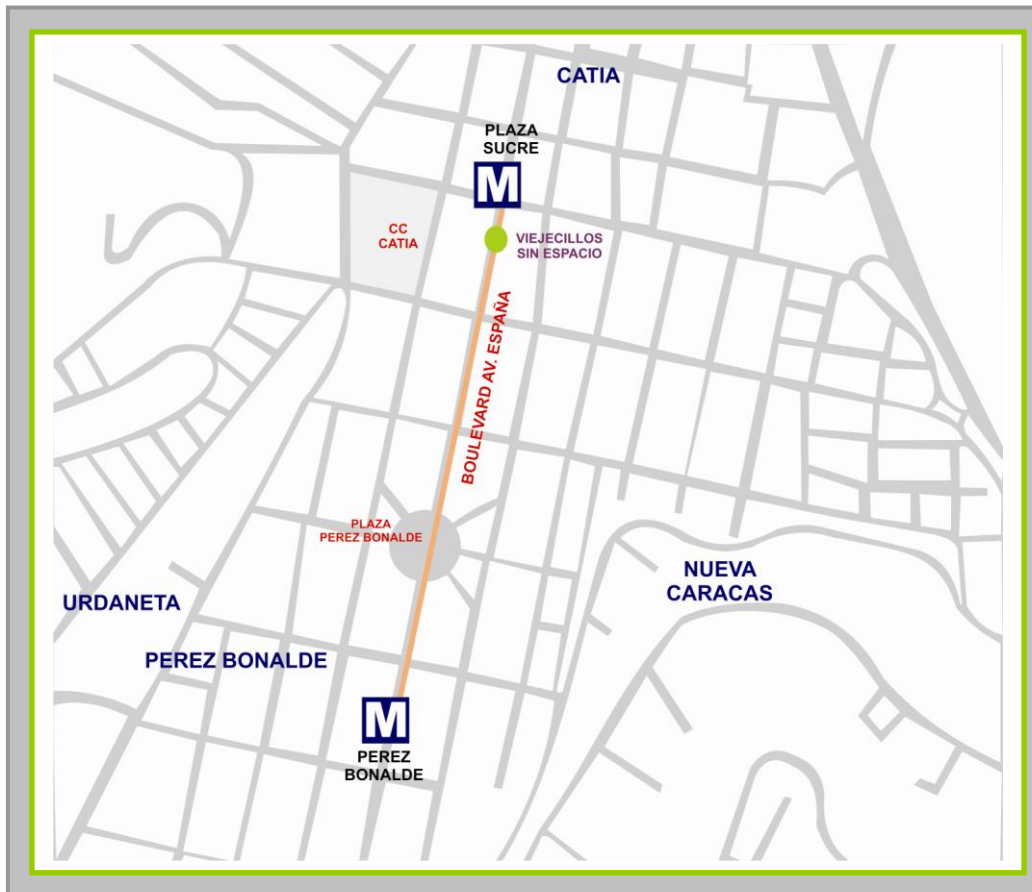 CATIA
PLAZA
SUCRE
M
CC
CATIA
VIEJECILLOS
SIN ESPACIO
BOULEVARD AV. ESPAÑA
PLAZA
PEREZ BONALDE
NUEVA
CARACAS
URDANETA
PEREZ BONALDE
M
PEREZ
BONALDE